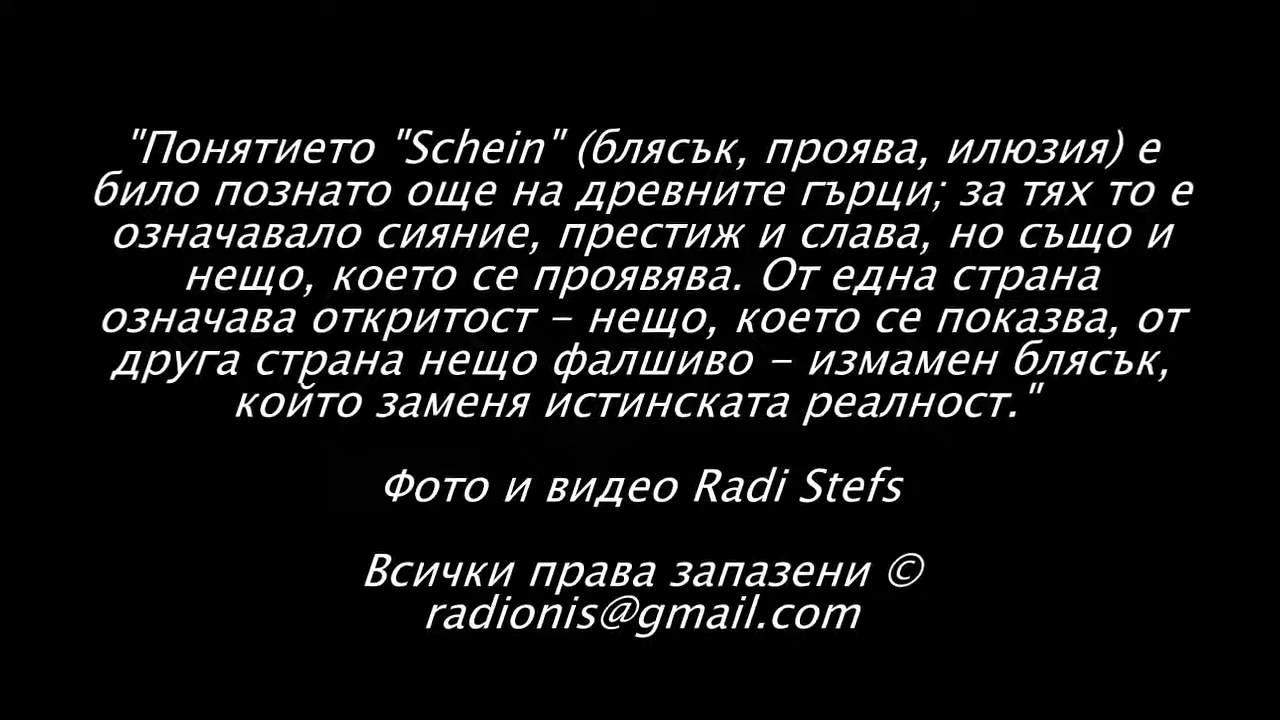 "Понятието "Schein" (блясък, проява, илюзия) е
било познато още на древните гърци; за тях то е
означавало сияние, престиж и слава, но също и
нещо, което се проявява. От една страна
означава откритост – нещо, което се показва, от
друга страна нещо фалшиво – измамен блясък,
който заменя истинската реалност."
Фото и видео Radi Stefs
Всички права запазени ©
radionis@gmail.com